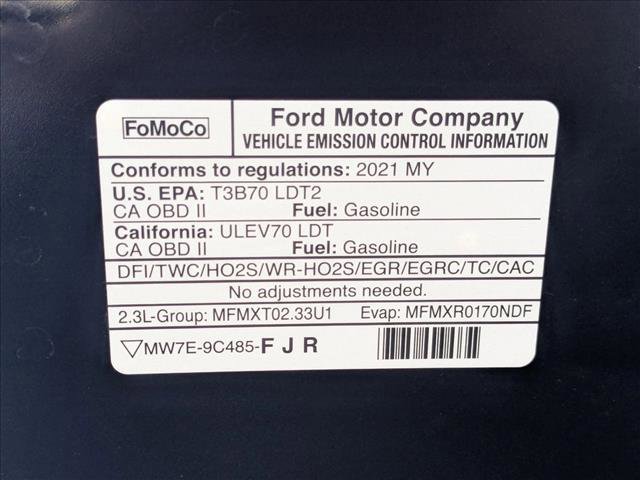 FoMoCo
Ford Motor Company
VEHICLE EMISSION CONTROL INFORMATION
Conforms to regulations: 2021 MY
U.S. EPA: T3B70 LDT2
CA OBD II Fuel: Gasoline
California: ULEV70 LDT
CA OBD II Fuel: Gasoline
DFI/TWC/HO2S/WR-HO2S/EGR/EGRC/TC/CAC
No adjustments needed.
2.3L-Group: MFMXT02.33U1 Evap: MFMXR0170NDF
▽MW7E-9C485-F J R